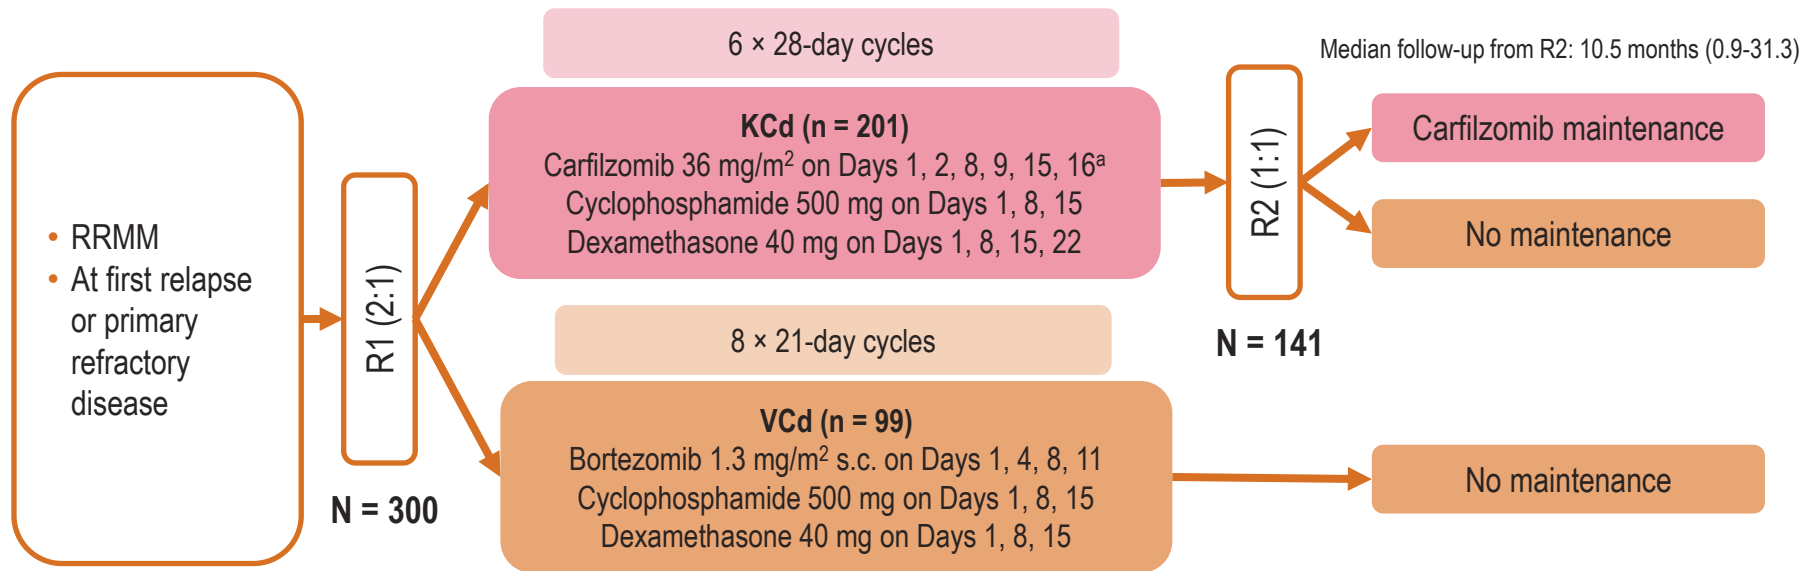 6 × 28-day cycles
Median follow-up from R2: 10.5 months (0.9-31.3)
• RRMM
• At first relapse
or primary
refractory
disease
R1 (2:1)
N = 300
KCd (n = 201)
Carfilzomib 36 mg/m² on Days 1, 2, 8, 9, 15, 16ᵃ
Cyclophosphamide 500 mg on Days 1, 8, 15
Dexamethasone 40 mg on Days 1, 8, 15, 22
R2 (1:1)
N = 141
Carfilzomib maintenance
No maintenance
8 × 21-day cycles
VCd (n = 99)
Bortezomib 1.3 mg/m² s.c. on Days 1, 4, 8, 11
Cyclophosphamide 500 mg on Days 1, 8, 15
Dexamethasone 40 mg on Days 1, 8, 15
No maintenance